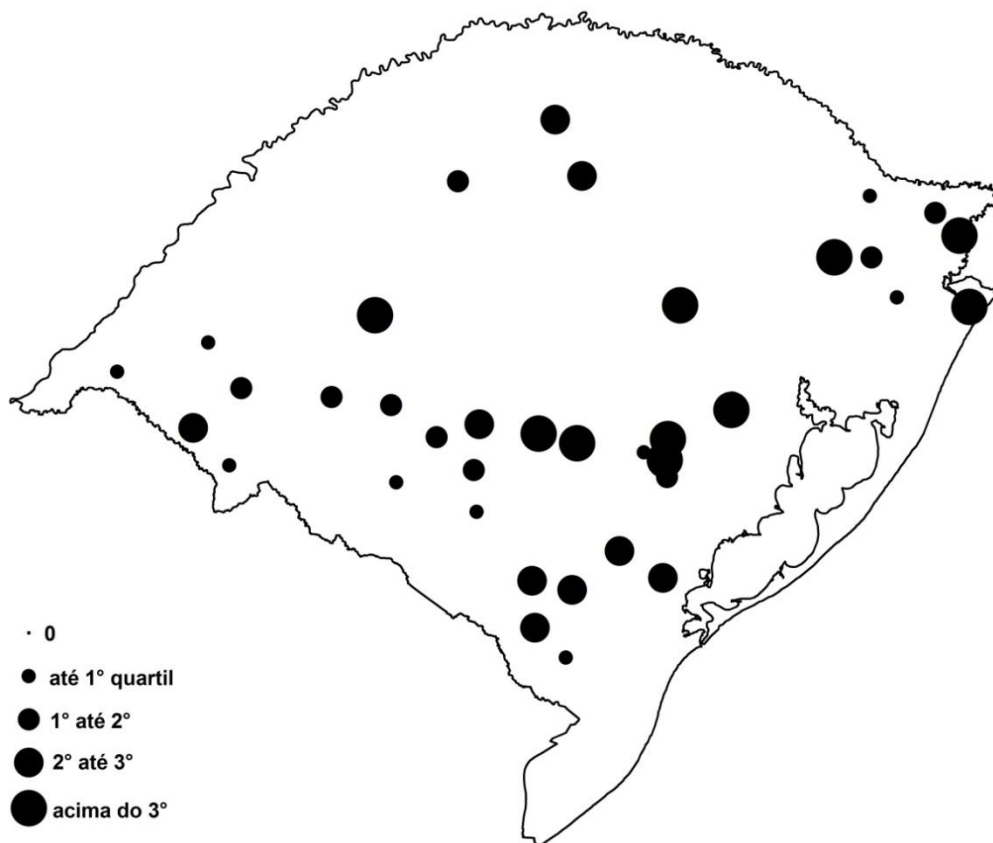 0
até 1° quartil
1° até 2°
2° até 3°
acima do 3°